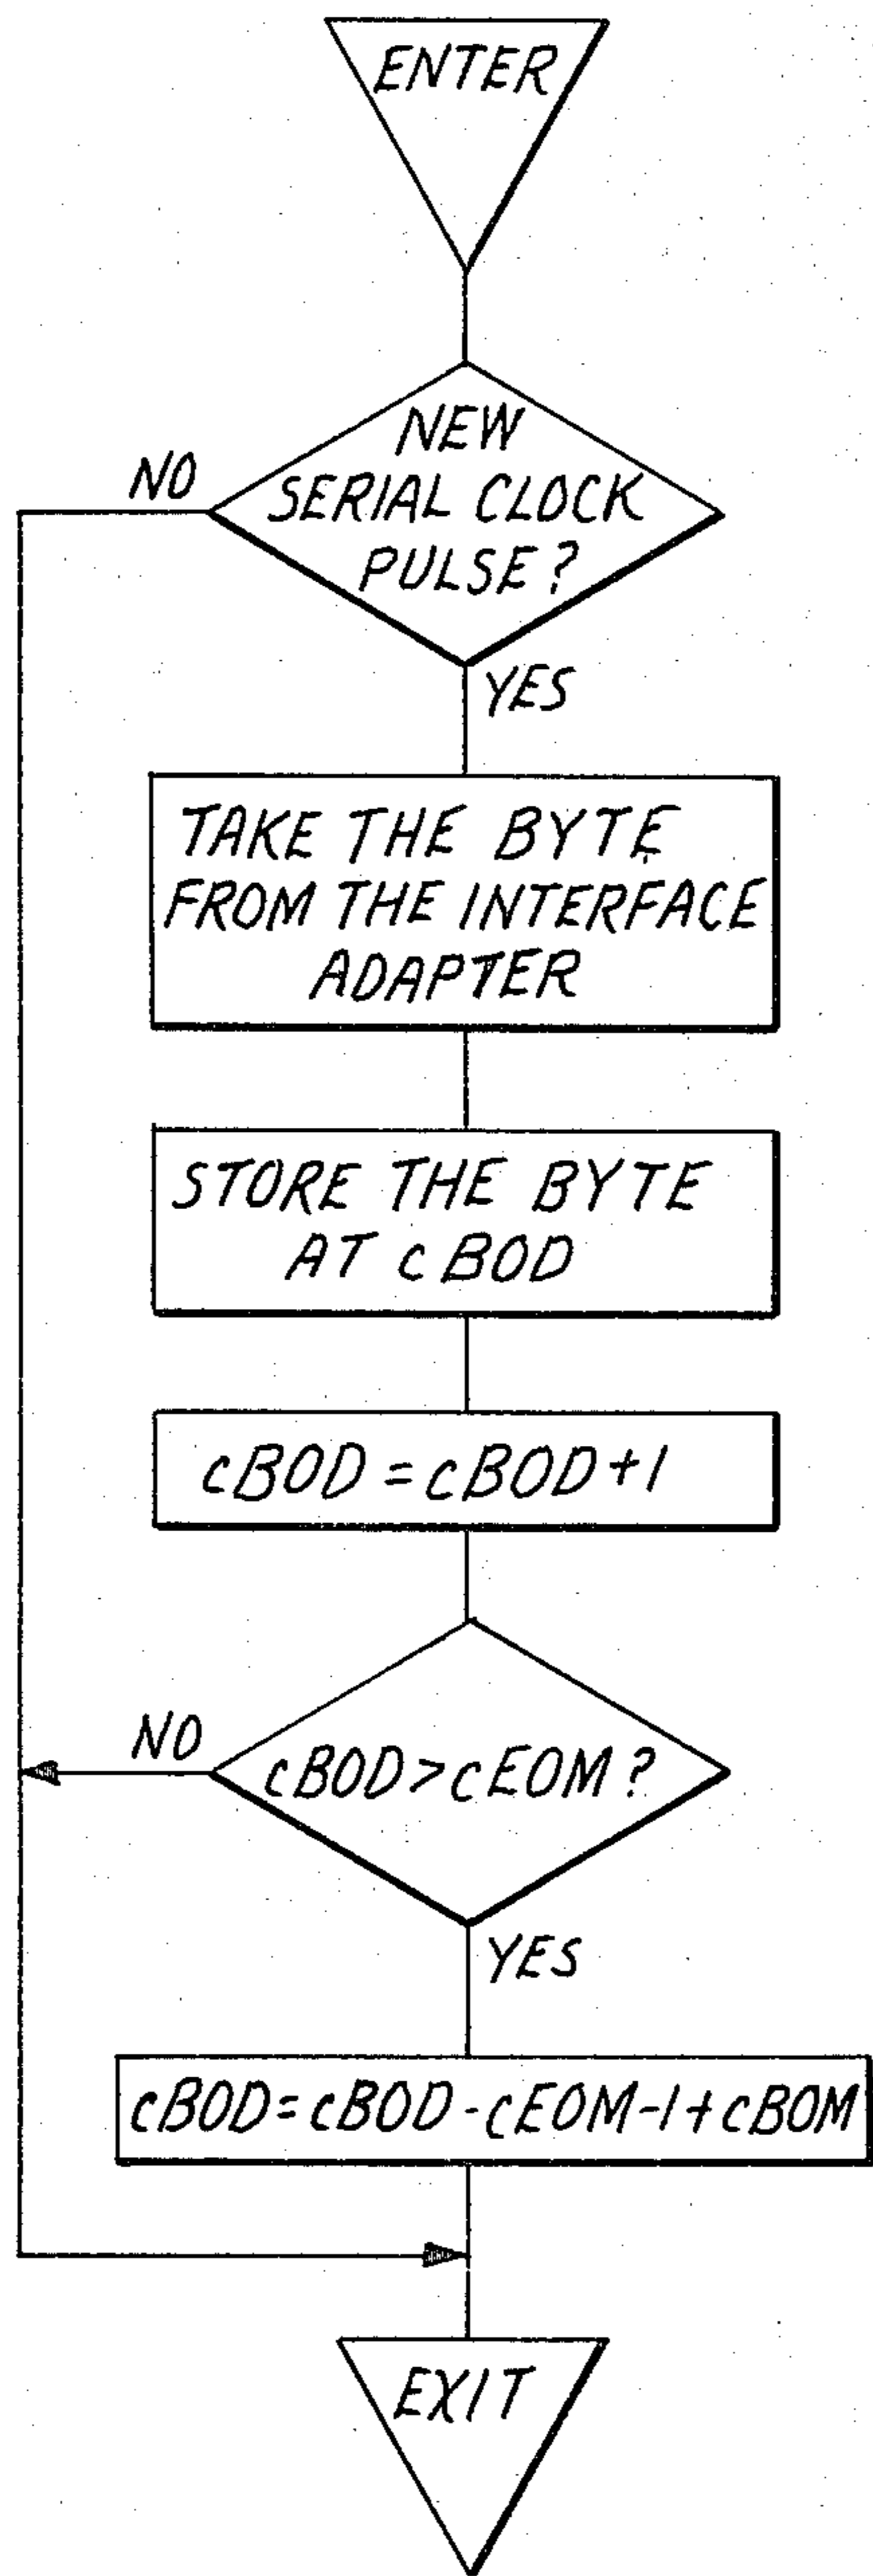 ENTER
NEW
SERIAL CLOCK
PULSE?
NO
YES
TAKE THE BYTE
FROM THE INTERFACE
ADAPTER
STORE THE BYTE
AT cBOD
cBOD = cBOD+1
cBOD>cEOM?
NO
YES
cBOD=cBOD-cEOM-1+cBOM
EXIT